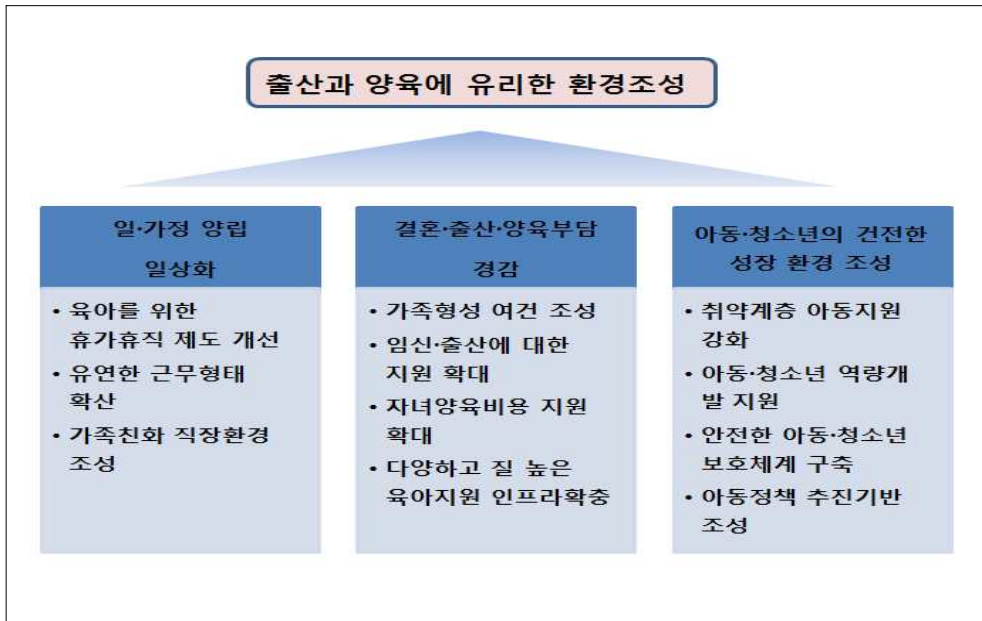 출산과 양육에 유리한 환경조성
일·가정 양립
일상화
• 육아를 위한
휴가휴직 제도 개선
• 유연한 근무형태
확산
• 가족친화 직장환경
조성
결혼·출산·양육부담
경감
• 가족형성 여건 조성
• 임신·출산에 대한
지원 확대
• 자녀양육비용 지원
확대
• 다양하고 질 높은
육아지원 인프라확충
아동·청소년의 건전한
성장 환경 조성
• 취약계층 아동지원
강화
• 아동·청소년 역량개
발 지원
• 안전한 아동·청소년
보호체계 구축
• 아동정책 추진기반
조성